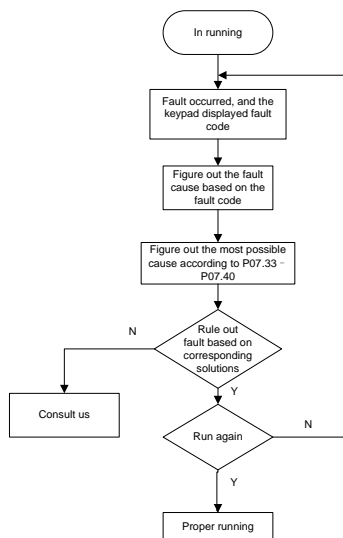 In running
Fault occurred, and the
keypad displayed fault
code
Figure out the fault
cause based on the
fault code
Figure out the most possible
cause according to P07.33–
P07.40
N
Rule out
fault based on
corresponding
solutions
Y
Consult us
Run again
N
Y
Proper running